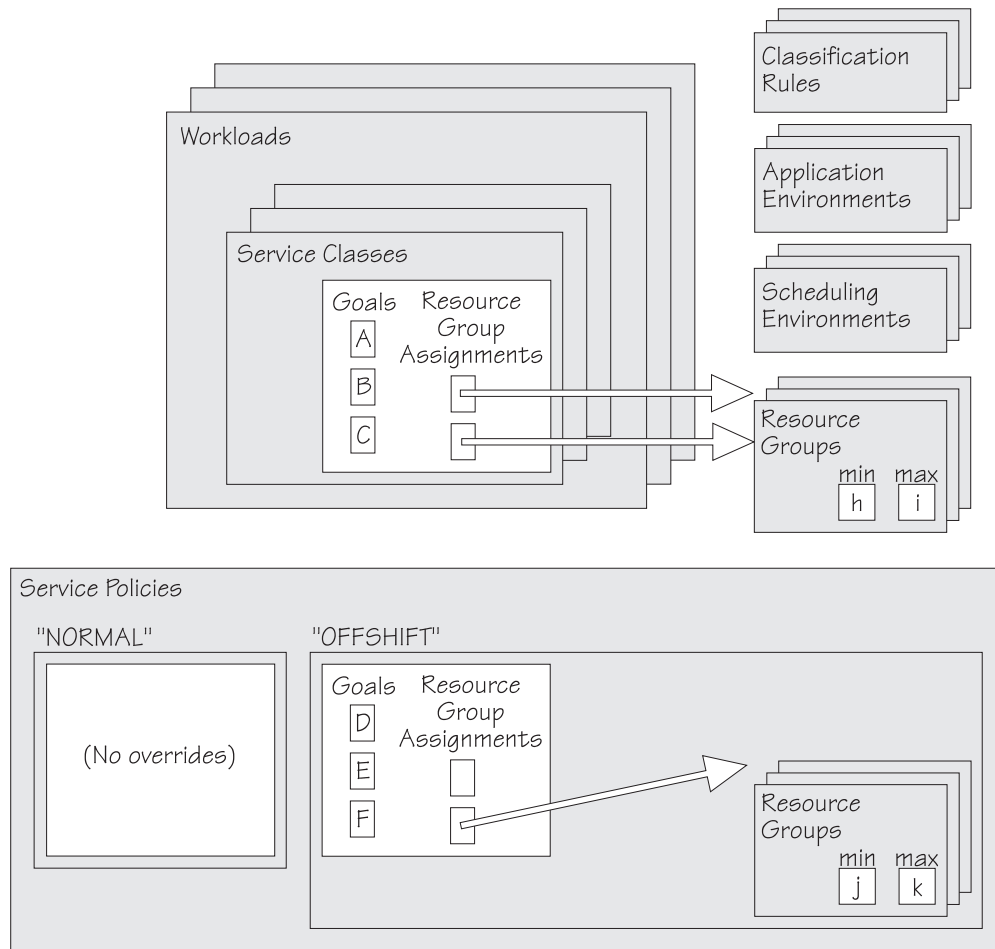 Classification
Rules
Workloads
Application
Environments
Service Classes
Scheduling
Environments
Goals
Resource
Group
Assignments
A
B
C
Resource
Groups
min
max
h
i
Service Policies
"NORMAL"
(No overrides)
"OFFSHIFT"
Goals
Resource
Group
Assignments
D
E
F
Resource
Groups
min
max
j
k